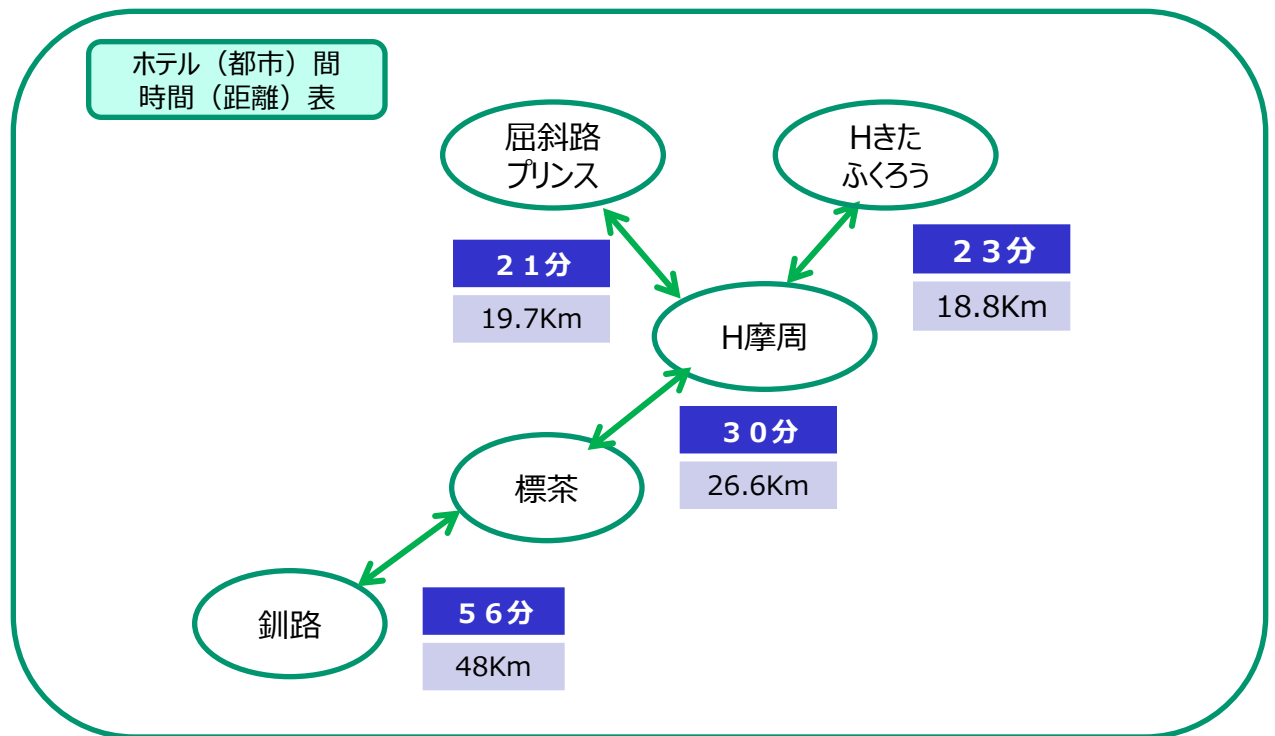 ホテル（都市）間
時間（距離）表
屈斜路
プリンス
Hきた
ふくろう
２１分
19.7Km
２３分
18.8Km
H摩周
３０分
26.6Km
標茶
釧路
５６分
48Km